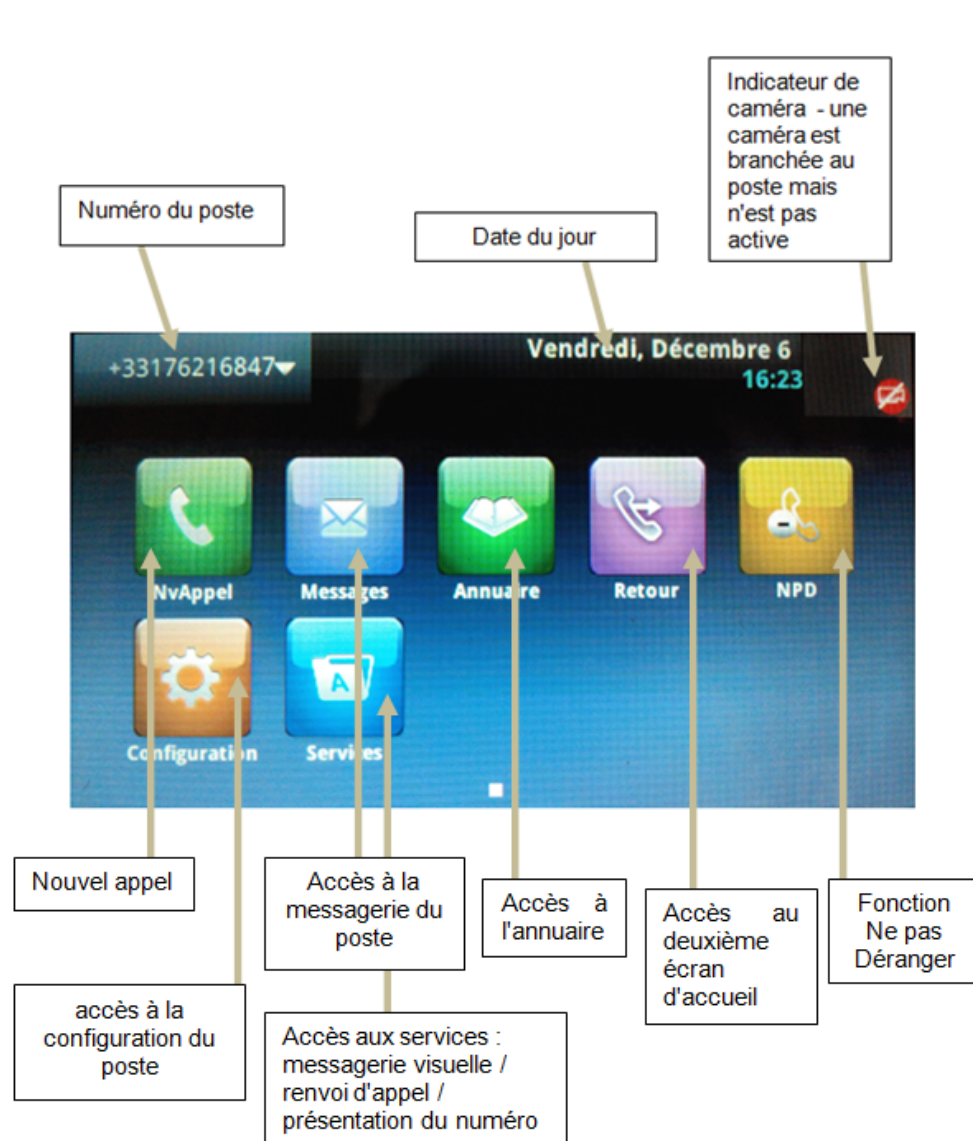 Indicateur de
caméra - une
caméra est
branchée au
poste mais
n'est pas
active
Numéro du poste
Date du jour
+33176216847
Vendredi, Décembre 6
16:23
NvAppel
Messages
Annuaire
Retour
NPD
Configuration
A
Services
Nouvel appel
Accès à la
messagerie du
poste
Accès à
l'annuaire
Accès au
deuxième
écran
d'accueil
Fonction
Ne pas
Déranger
accès à la
configuration du
poste
Accès aux services :
messagerie visuelle /
renvoi d'appel /
présentation du numéro